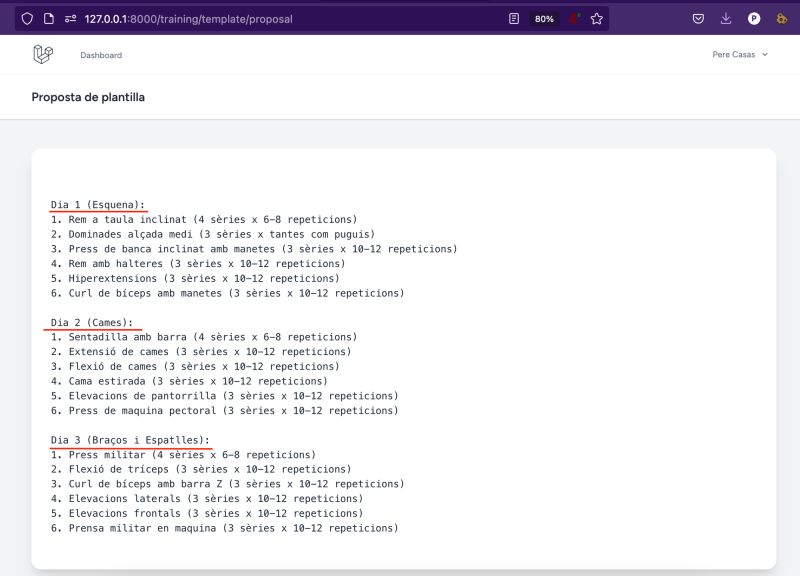 127.0.0.1:8000/training/template/proposal
80%
P
Dashboard
Pere Casas
Proposta de plantilla
Dia 1 (Esquena):
1. Rem a taula inclinat (4 sèries x 6-8 repeticions)
2. Dominades alçada medi (3 sèries x tantes com puguis)
3. Press de banca inclinat amb manetes (3 sèries x 10-12 repeticions)
4. Rem amb halteres (3 sèries x 10-12 repeticions)
5. Hiperextensions (3 sèries x 10-12 repeticions)
6. Curl de bíceps amb manetes (3 sèries x 10-12 repeticions)
Dia 2 (Cames):
1. Sentadilla amb barra (4 sèries x 6-8 repeticions)
2. Extensió de cames (3 sèries x 10-12 repeticions)
3. Flexió de cames (3 sèries x 10-12 repeticions)
4. Cama estirada (3 sèries x 10-12 repeticions)
5. Elevacions de pantorrilla (3 sèries x 10-12 repeticions)
6. Press de maquina pectoral (3 sèries x 10-12 repeticions)
Dia 3 (Braços i Espatlles):
1. Press militar (4 sèries x 6-8 repeticions)
2. Flexió de tríceps (3 sèries x 10-12 repeticions)
3. Curl de bíceps amb barra Z (3 sèries x 10-12 repeticions)
4. Elevacions laterals (3 sèries x 10-12 repeticions)
5. Elevacions frontals (3 sèries x 10-12 repeticions)
6. Prensa militar en maquina (3 sèries x 10-12 repeticions)